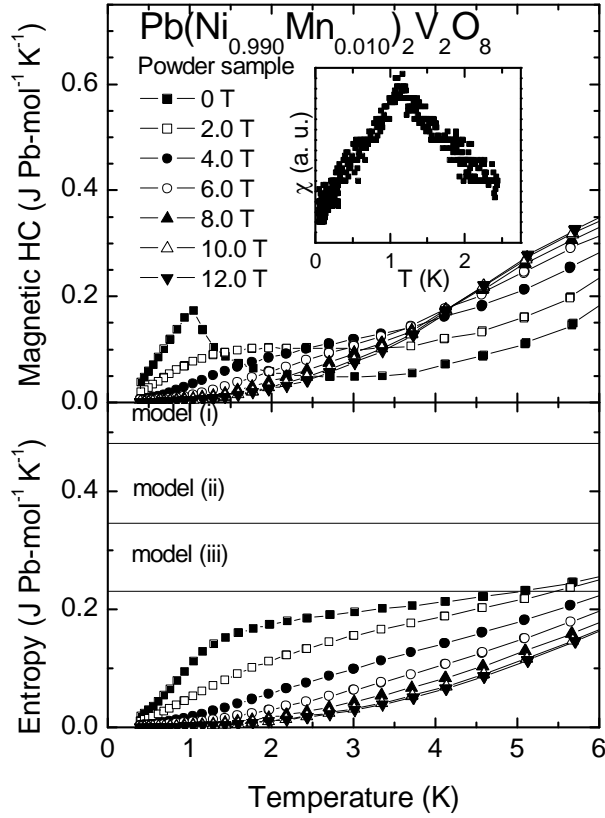 Pb(Ni0.990Mn0.010)2V2O8
Powder sample
0 T
2.0 T
4.0 T
6.0 T
8.0 T
10.0 T
12.0 T
χ (a. u.)
0 1 2
T (K)
Magnetic HC (J Pb-mol-1 K-1)
0.6
0.4
0.2
0.0
model (i)
model (ii)
model (iii)
Entropy (J Pb-mol-1 K-1)
0.4
0.2
0.0
0 1 2 3 4 5 6
Temperature (K)